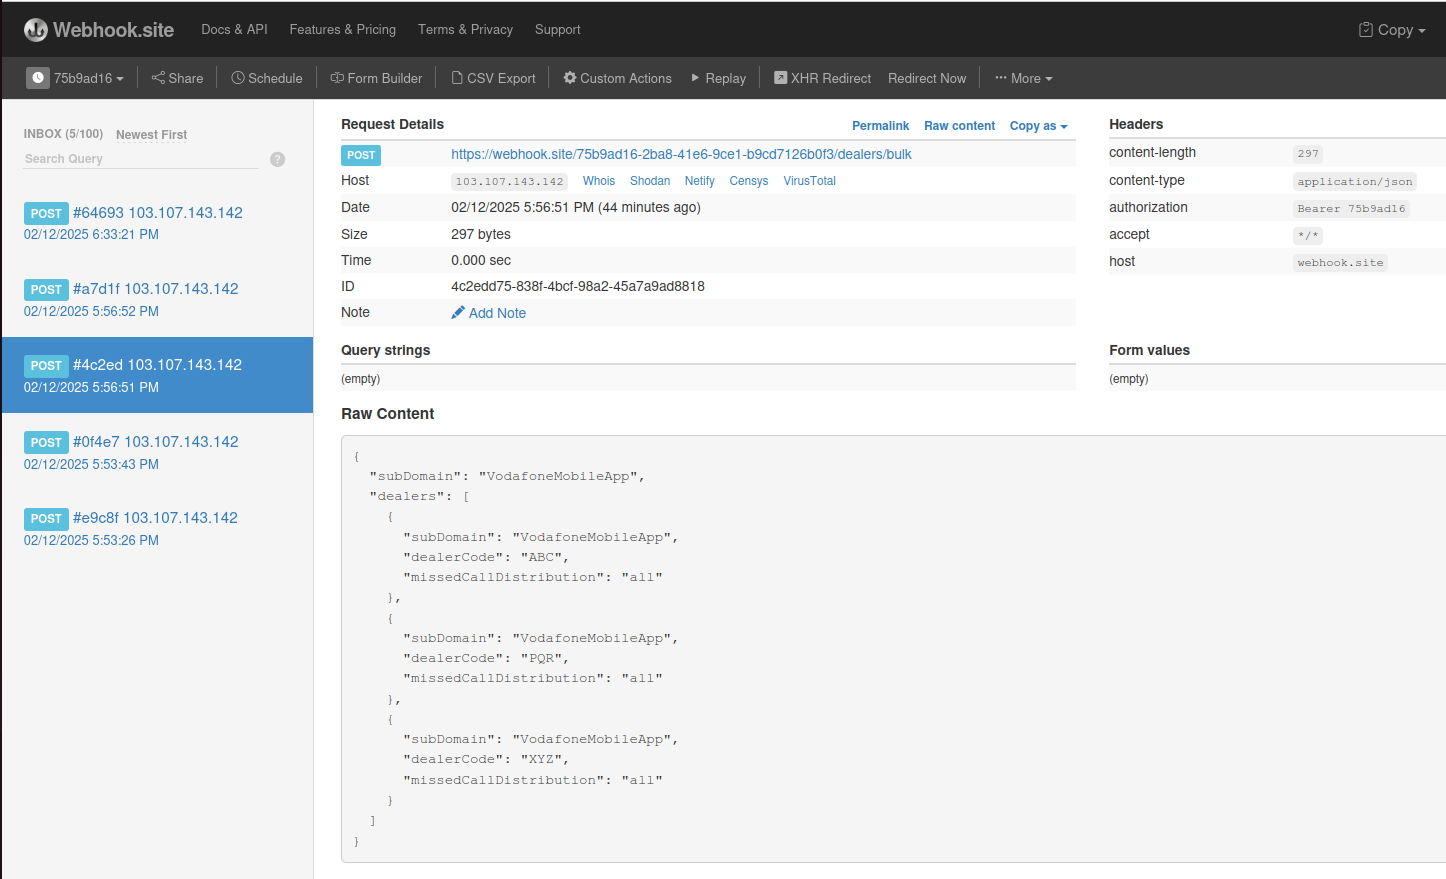 Webhook.site Docs & API Features & Pricing Terms & Privacy Support Copy
75b9ad16 Share Schedule Form Builder CSV Export Custom Actions Replay XHR Redirect Redirect Now More
INBOX (5/100) Newest First
Search Query ?
POST #64693 103.107.143.142
02/12/2025 6:33:21 PM
POST #a7d1f 103.107.143.142
02/12/2025 5:56:52 PM
POST #4c2ed 103.107.143.142
02/12/2025 5:56:51 PM
POST #0f4e7 103.107.143.142
02/12/2025 5:53:43 PM
POST #e9c8f 103.107.143.142
02/12/2025 5:53:26 PM
Request Details Permalink Raw content Copy as
POST https://webhook.site/75b9ad16-2ba8-41e6-9ce1-b9cd7126b0f3/dealers/bulk
Host 103.107.143.142 Whois Shodan Netify Censys VirusTotal
Date 02/12/2025 5:56:51 PM (44 minutes ago)
Size 297 bytes
Time 0.000 sec
ID 4c2edd75-838f-4bcf-98a2-45a7a9ad8818
Note Add Note
Headers
content-length 297
content-type application/json
authorization Bearer 75b9ad16
accept */*
host webhook.site
Query strings
(empty)
Form values
(empty)
Raw Content
{
  "subDomain": "VodafoneMobileApp",
  "dealers": [
    {
      "subDomain": "VodafoneMobileApp",
      "dealerCode": "ABC",
      "missedCallDistribution": "all"
    },
    {
      "subDomain": "VodafoneMobileApp",
      "dealerCode": "PQR",
      "missedCallDistribution": "all"
    },
    {
      "subDomain": "VodafoneMobileApp",
      "dealerCode": "XYZ",
      "missedCallDistribution": "all"
    }
  ]
}